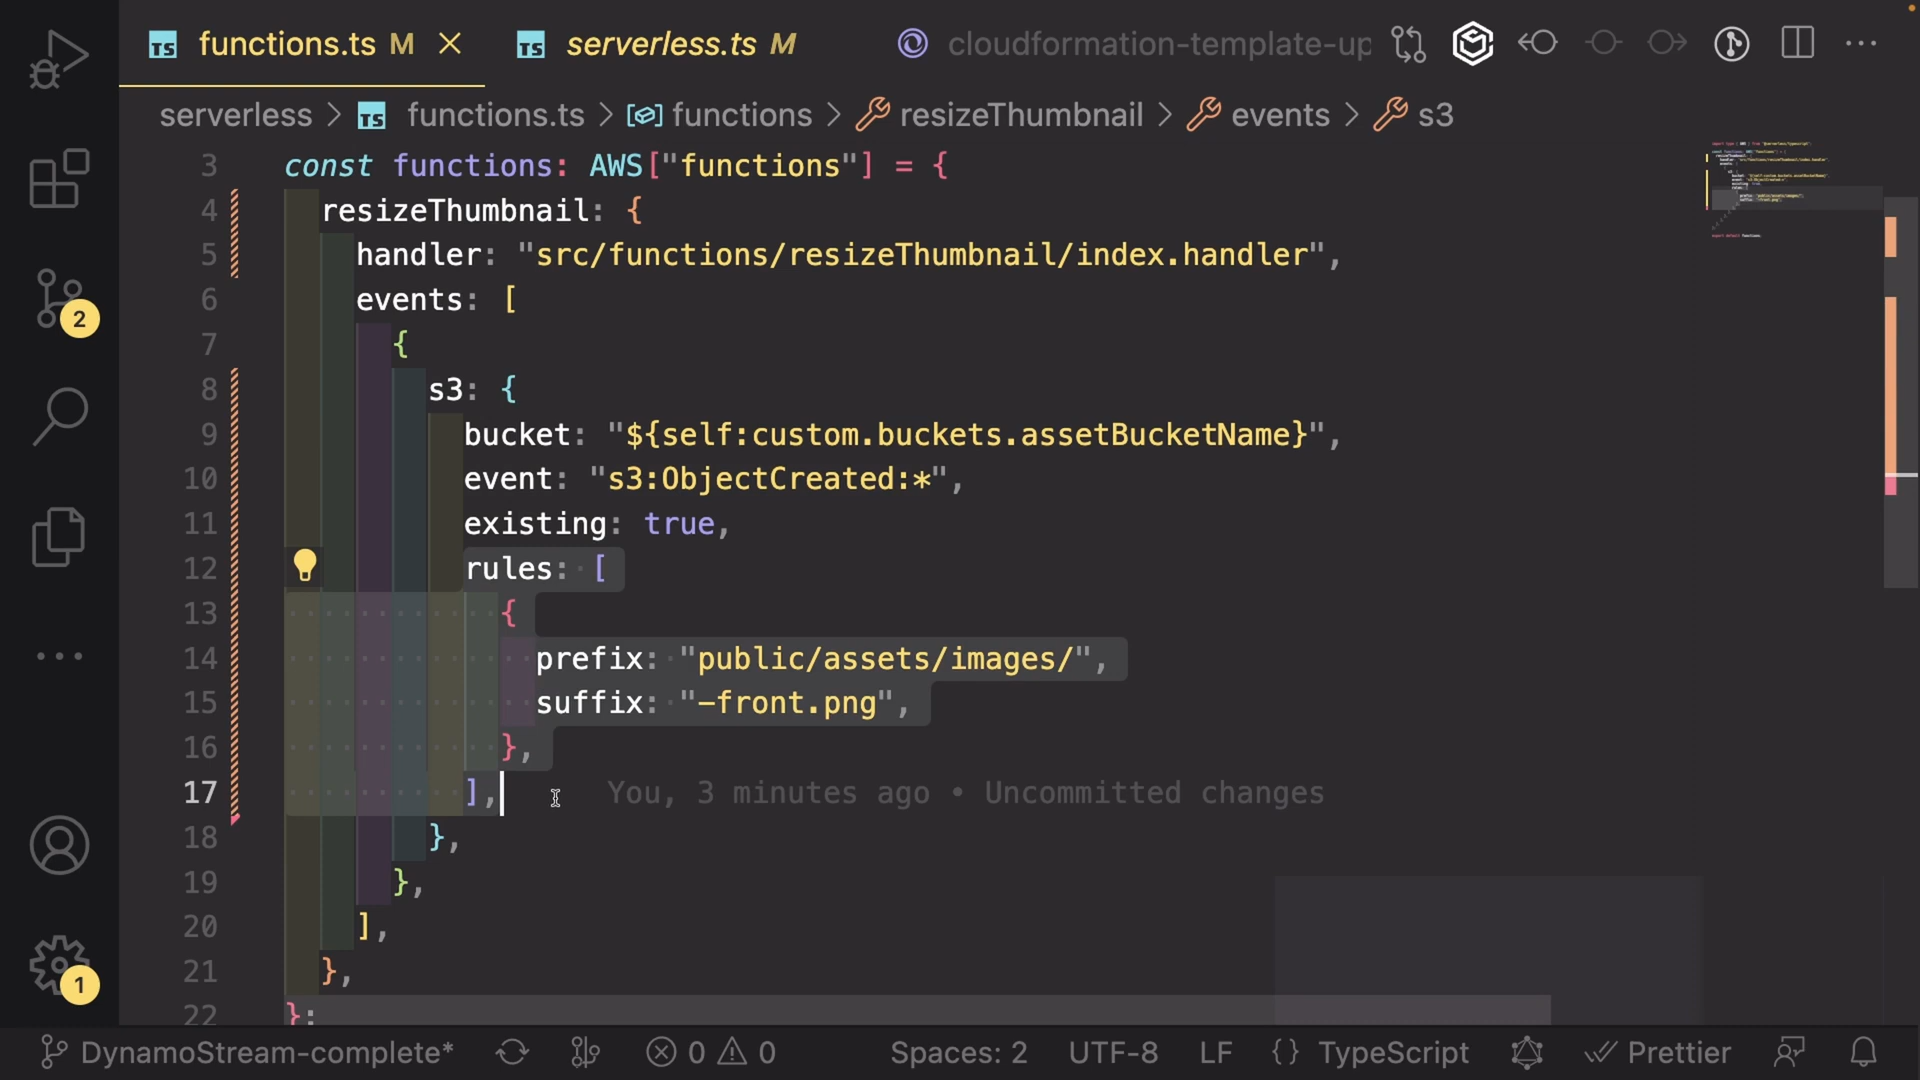 TS functions.ts M
TS serverless.ts M
cloudformation-template-up
serverless > TS functions.ts > functions > resizeThumbnail > events > s3
3 const functions: AWS["functions"] = {
4 resizeThumbnail: {
5 handler: "src/functions/resizeThumbnail/index.handler",
6 events: [
7 {
8 s3: {
9 bucket: "${self:custom.buckets.assetBucketName}",
10 event: "s3:ObjectCreated:*",
11 existing: true,
12 rules: [
13 {
14 prefix: "public/assets/images/",
15 suffix: "-front.png",
16 },
17 ], You, 3 minutes ago • Uncommitted changes
18 },
19 },
20 ],
21 },
22 };
2
1
DynamoStream-complete* 0 0 Spaces: 2 UTF-8 LF {} TypeScript Prettier